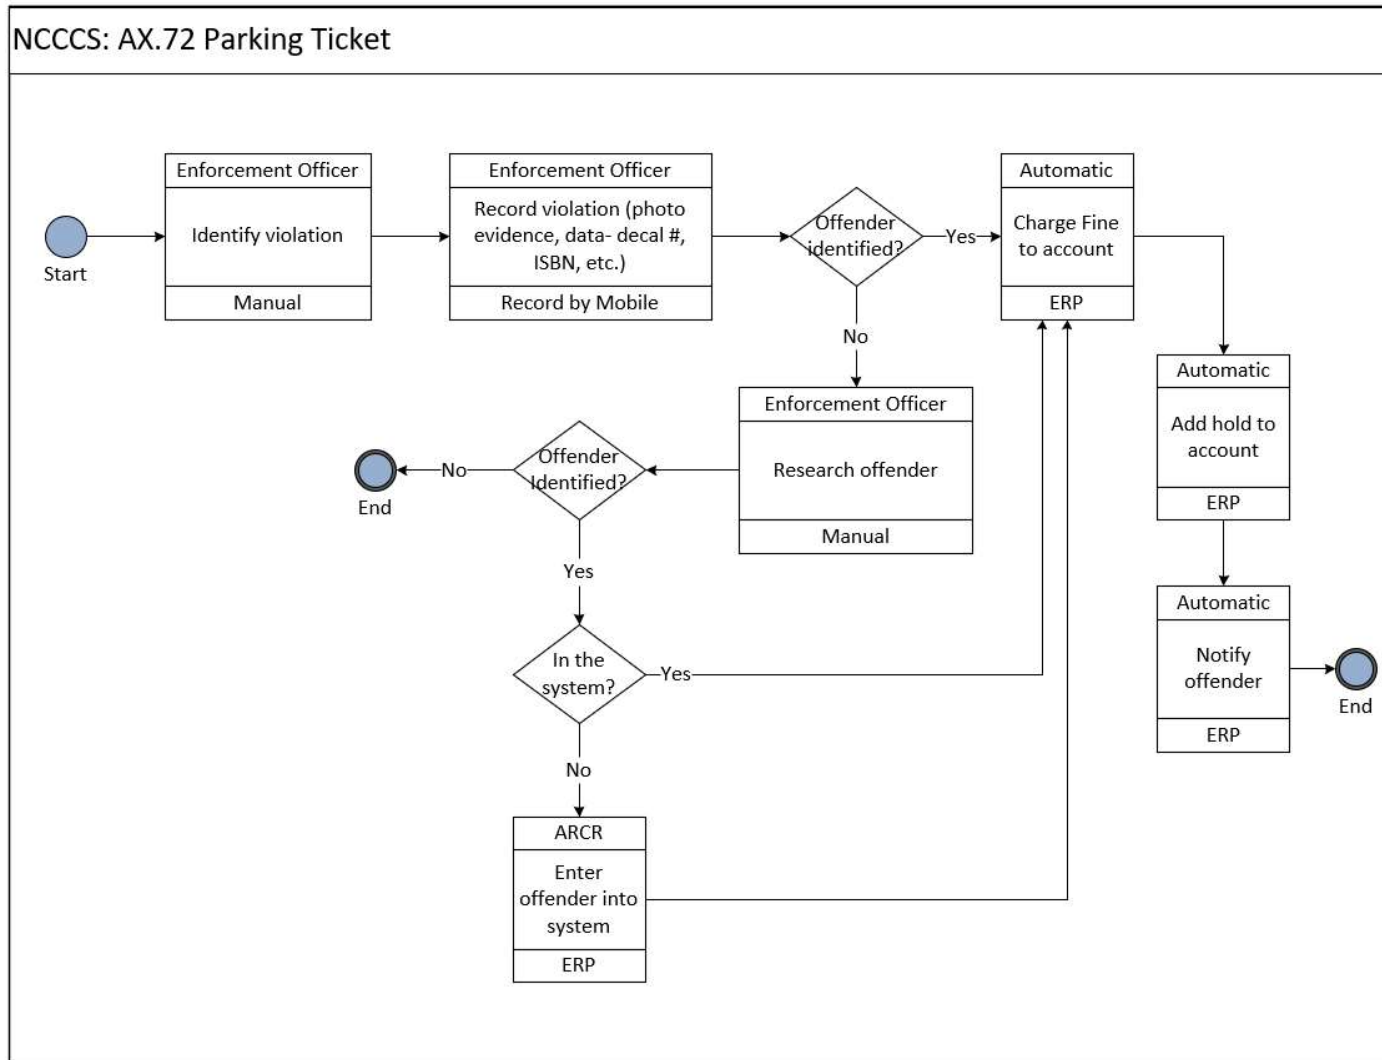 NCCCS: AX.72 Parking Ticket
Start
Enforcement Officer
Identify violation
Manual
Enforcement Officer
Record violation (photo
evidence, data- decal #,
ISBN, etc.)
Record by Mobile
Offender
identified?
Yes
No
Automatic
Charge Fine
to account
ERP
Automatic
Add hold to
account
ERP
Automatic
Notify
offender
ERP
End
Enforcement Officer
Research offender
Manual
Offender
Identified?
No
End
Yes
In the
system?
Yes
No
ARCR
Enter
offender into
system
ERP